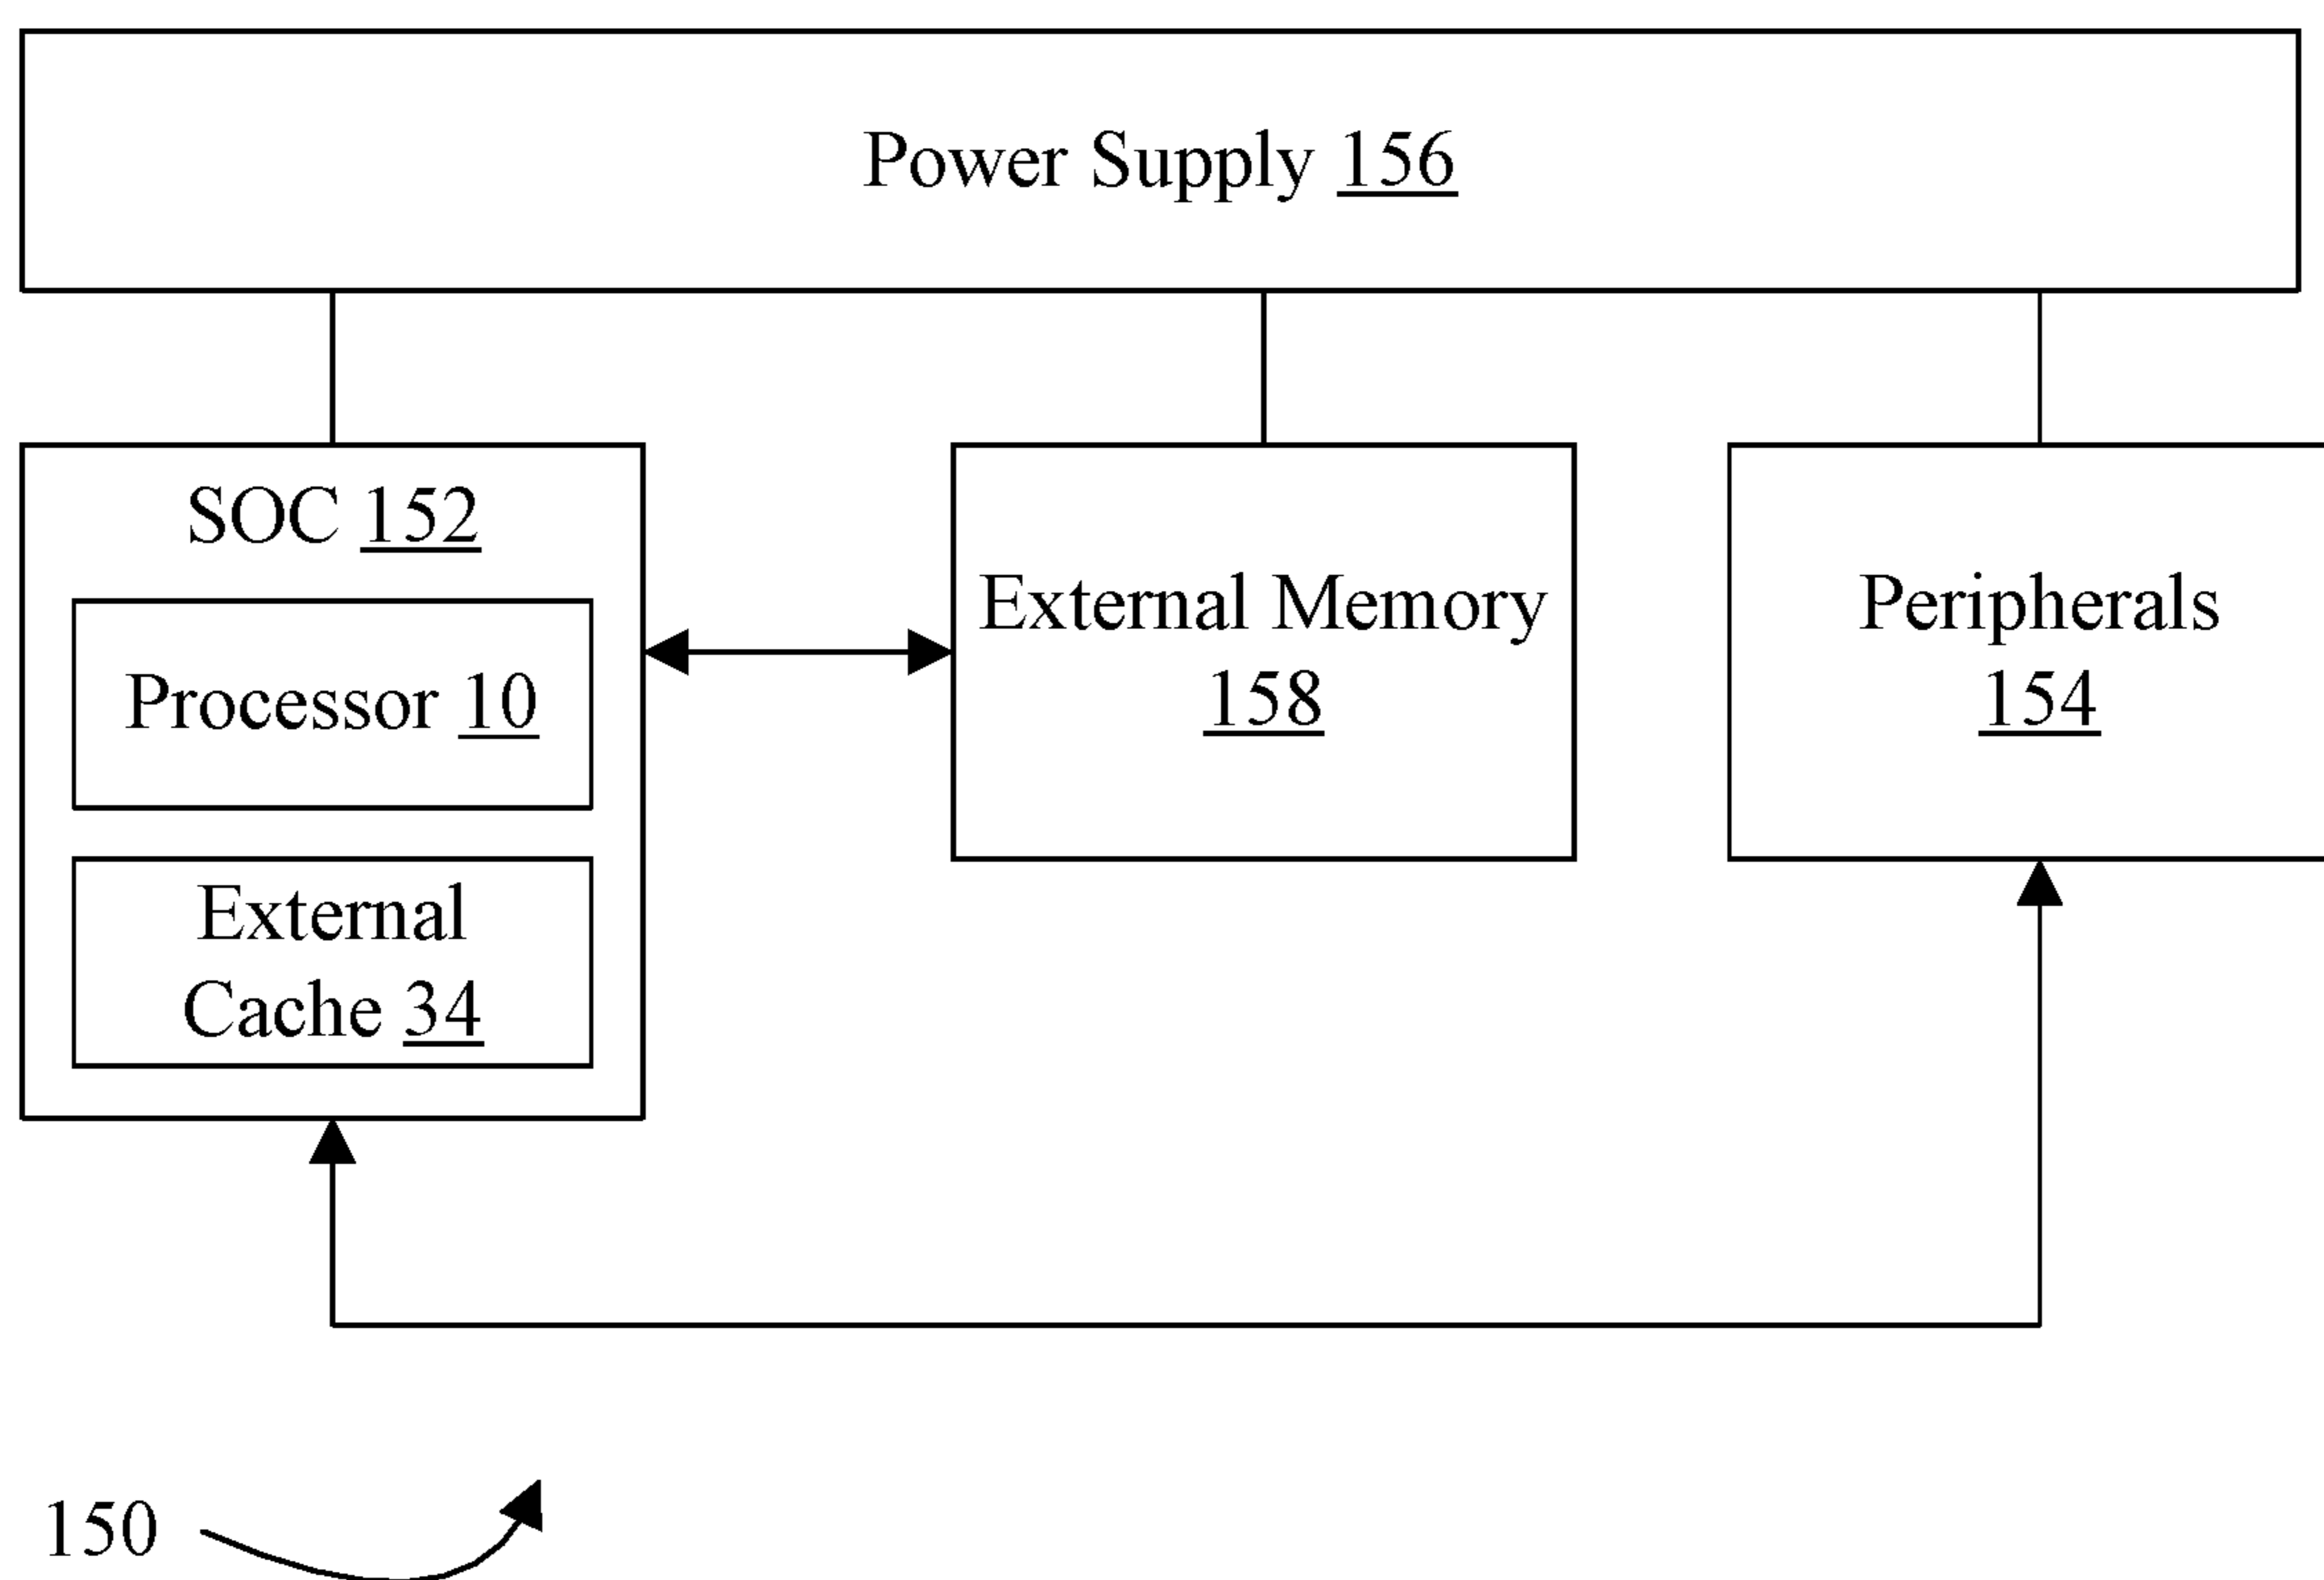 Power Supply 156
SOC 152
Processor 10
External
Cache 34
External Memory
158
Peripherals
154
150